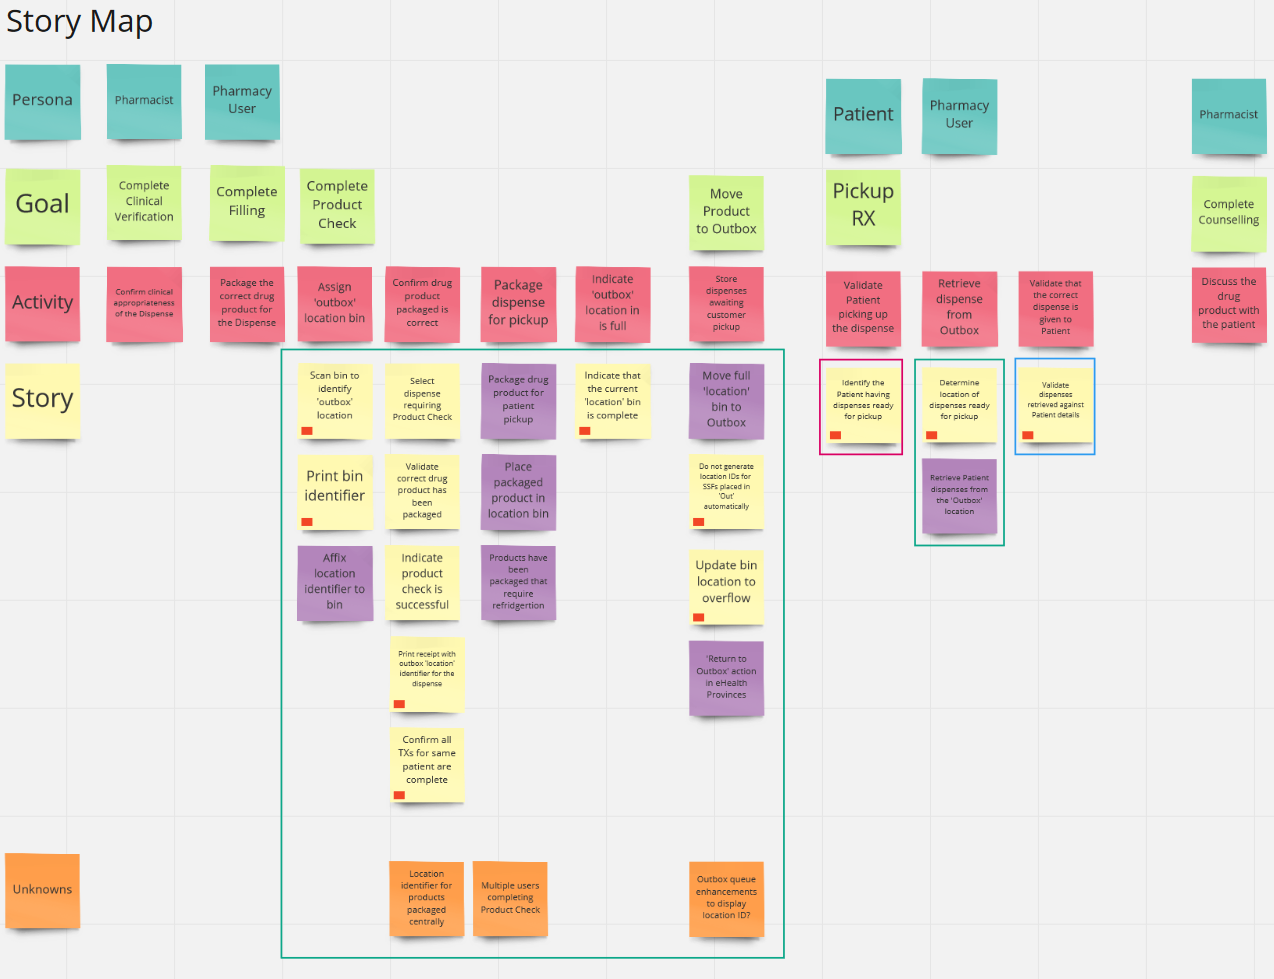 Story Map
Persona
Pharmacist
Pharmacy
User
Patient
Pharmacy
User
Pharmacist
Goal
Complete
Clinical
Verification
Complete
Filling
Complete
Product
Check
Move
Product
to Outbox
Pickup
RX
Complete
Counselling
Activity
Confirm clinical
appropriateness
of the Dispense
Package the
correct drug
product for
the Dispense
Assign
'outbox'
location bin
Confirm drug
product
packaged is
correct
Package
dispense
for pickup
Indicate
'outbox'
location in
is full
Store
dispenses
awaiting
customer
pickup
Validate
Patient
picking up
the dispense
Retrieve
dispense
from
Outbox
Validate that
the correct
dispense is
given to
Patient
Discuss the
drug
product with
the patient
Story
Scan bin to
identify
'outbox'
location
Select
dispense
requiring
Product Check
Package drug
product for
patient
pickup
Indicate that
the current
'location' bin
is complete
Move full
'location'
bin to
Outbox
Identify the
Patient having
dispenses ready
for pickup
Determine
location of
dispenses ready
for pickup
Validate
dispenses
retrieved against
Patient details
Print bin
identifier
Validate
correct drug
product has
been
packaged
Place
packaged
product in
location bin
Do not generate
location IDs for
SSFs placed in
'Out'
automatically
Retrieve Patient
dispenses from
the 'Outbox'
location
Affix
location
identifier to
bin
Indicate
product
check is
successful
Products have
been
packaged that
require
refridgertion
Update bin
location to
overflow
Print receipt with
outbox 'location'
identifier for the
dispense
'Return to
Outbox' action
in eHealth
Provinces
Confirm all
TXs for same
patient are
complete
Unknowns
Location
identifier for
products
packaged
centrally
Multiple users
completing
Product Check
Outbox queue
enhancements
to display
location ID?